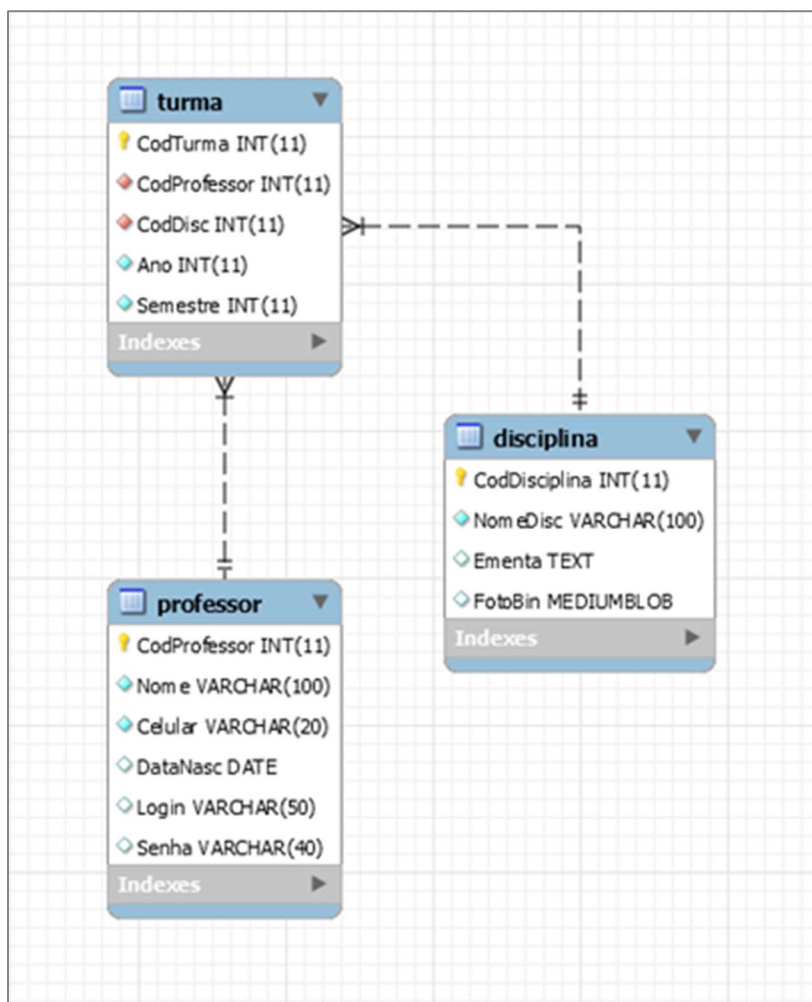 turma
CodTurma INT(11)
CodProfessor INT(11)
CodDisc INT(11)
Ano INT(11)
Semestre INT(11)
Indexes
disciplina
CodDisciplina INT(11)
NomeDisc VARCHAR(100)
Ementa TEXT
FotoBin MEDIUMBLOB
Indexes
professor
CodProfessor INT(11)
Nome VARCHAR(100)
Celular VARCHAR(20)
DataNasc DATE
Login VARCHAR(50)
Senha VARCHAR(40)
Indexes